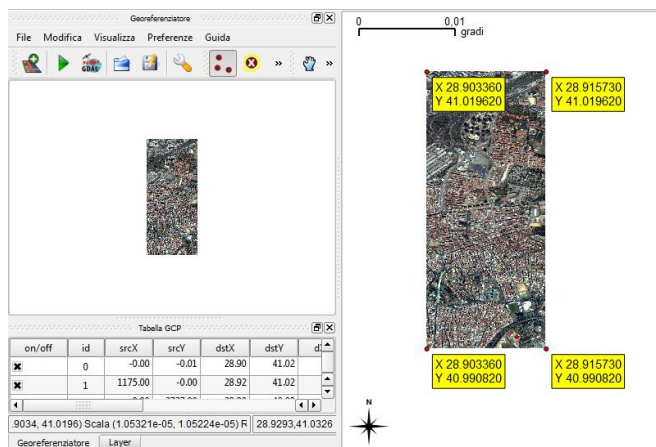 Georeferenziatore
File Modifica Visualizza Preferenze Guida
GDAL » »
Tabella GCP
on/off id srcX srcY dstX dstY
0 -0.00 -0.01 28.90 41.02
1 1175.00 -0.00 28.92 41.02
.9034, 41.0196) Scala (1.05321e-05, 1.05224e-05) R 28.9293,41.0326
Georeferenziatore Layer
0 0,01
gradi
X 28.903360
Y 41.019620
X 28.915730
Y 41.019620
X 28.903360
Y 40.990820
X 28.915730
Y 40.990820
N